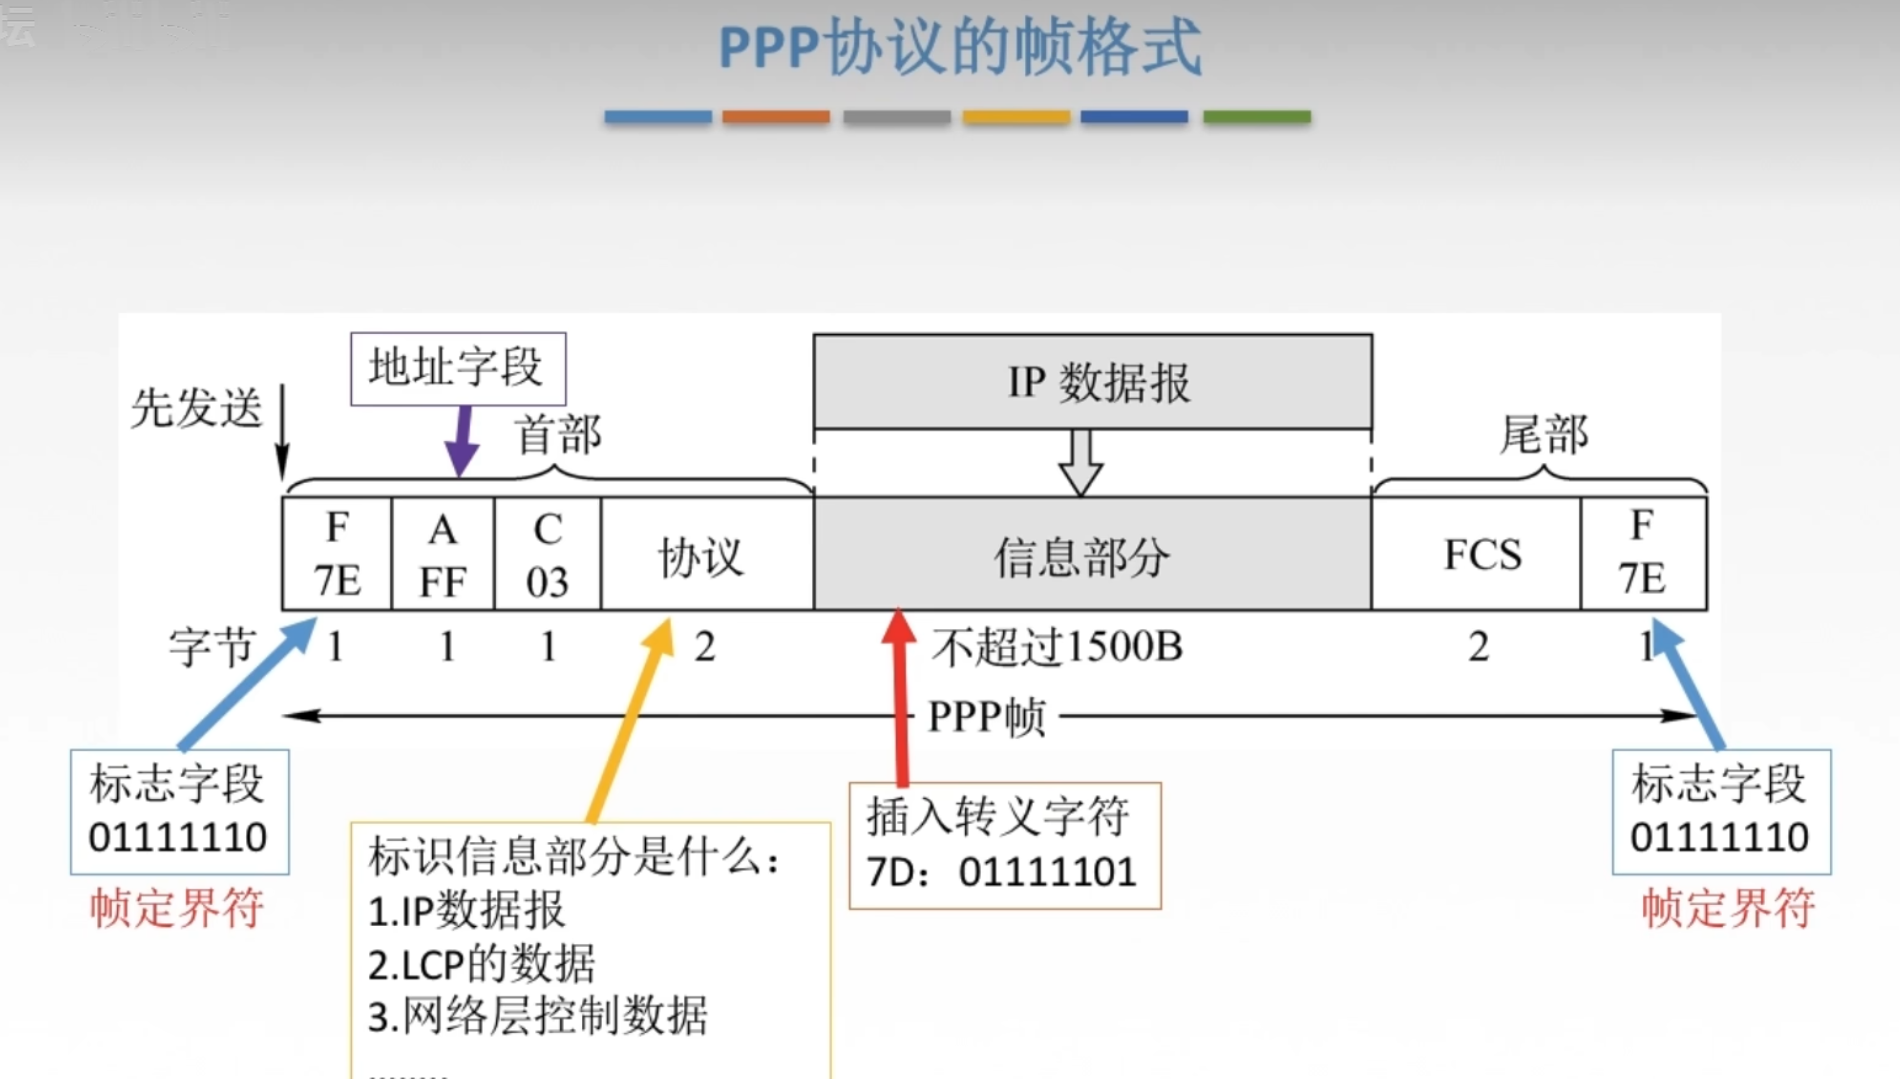 坛
PPP协议的帧格式
地址字段
IP 数据报
先发送
首部
尾部
F
7E
A
FF
C
03
协议
信息部分
FCS
F
7E
字节
1
1
1
2
不超过1500B
2
1
PPP帧
标志字段
01111110
帧定界符
标识信息部分是什么:
1.IP数据报
2.LCP的数据
3.网络层控制数据
........
插入转义字符
7D: 01111101
标志字段
01111110
帧定界符